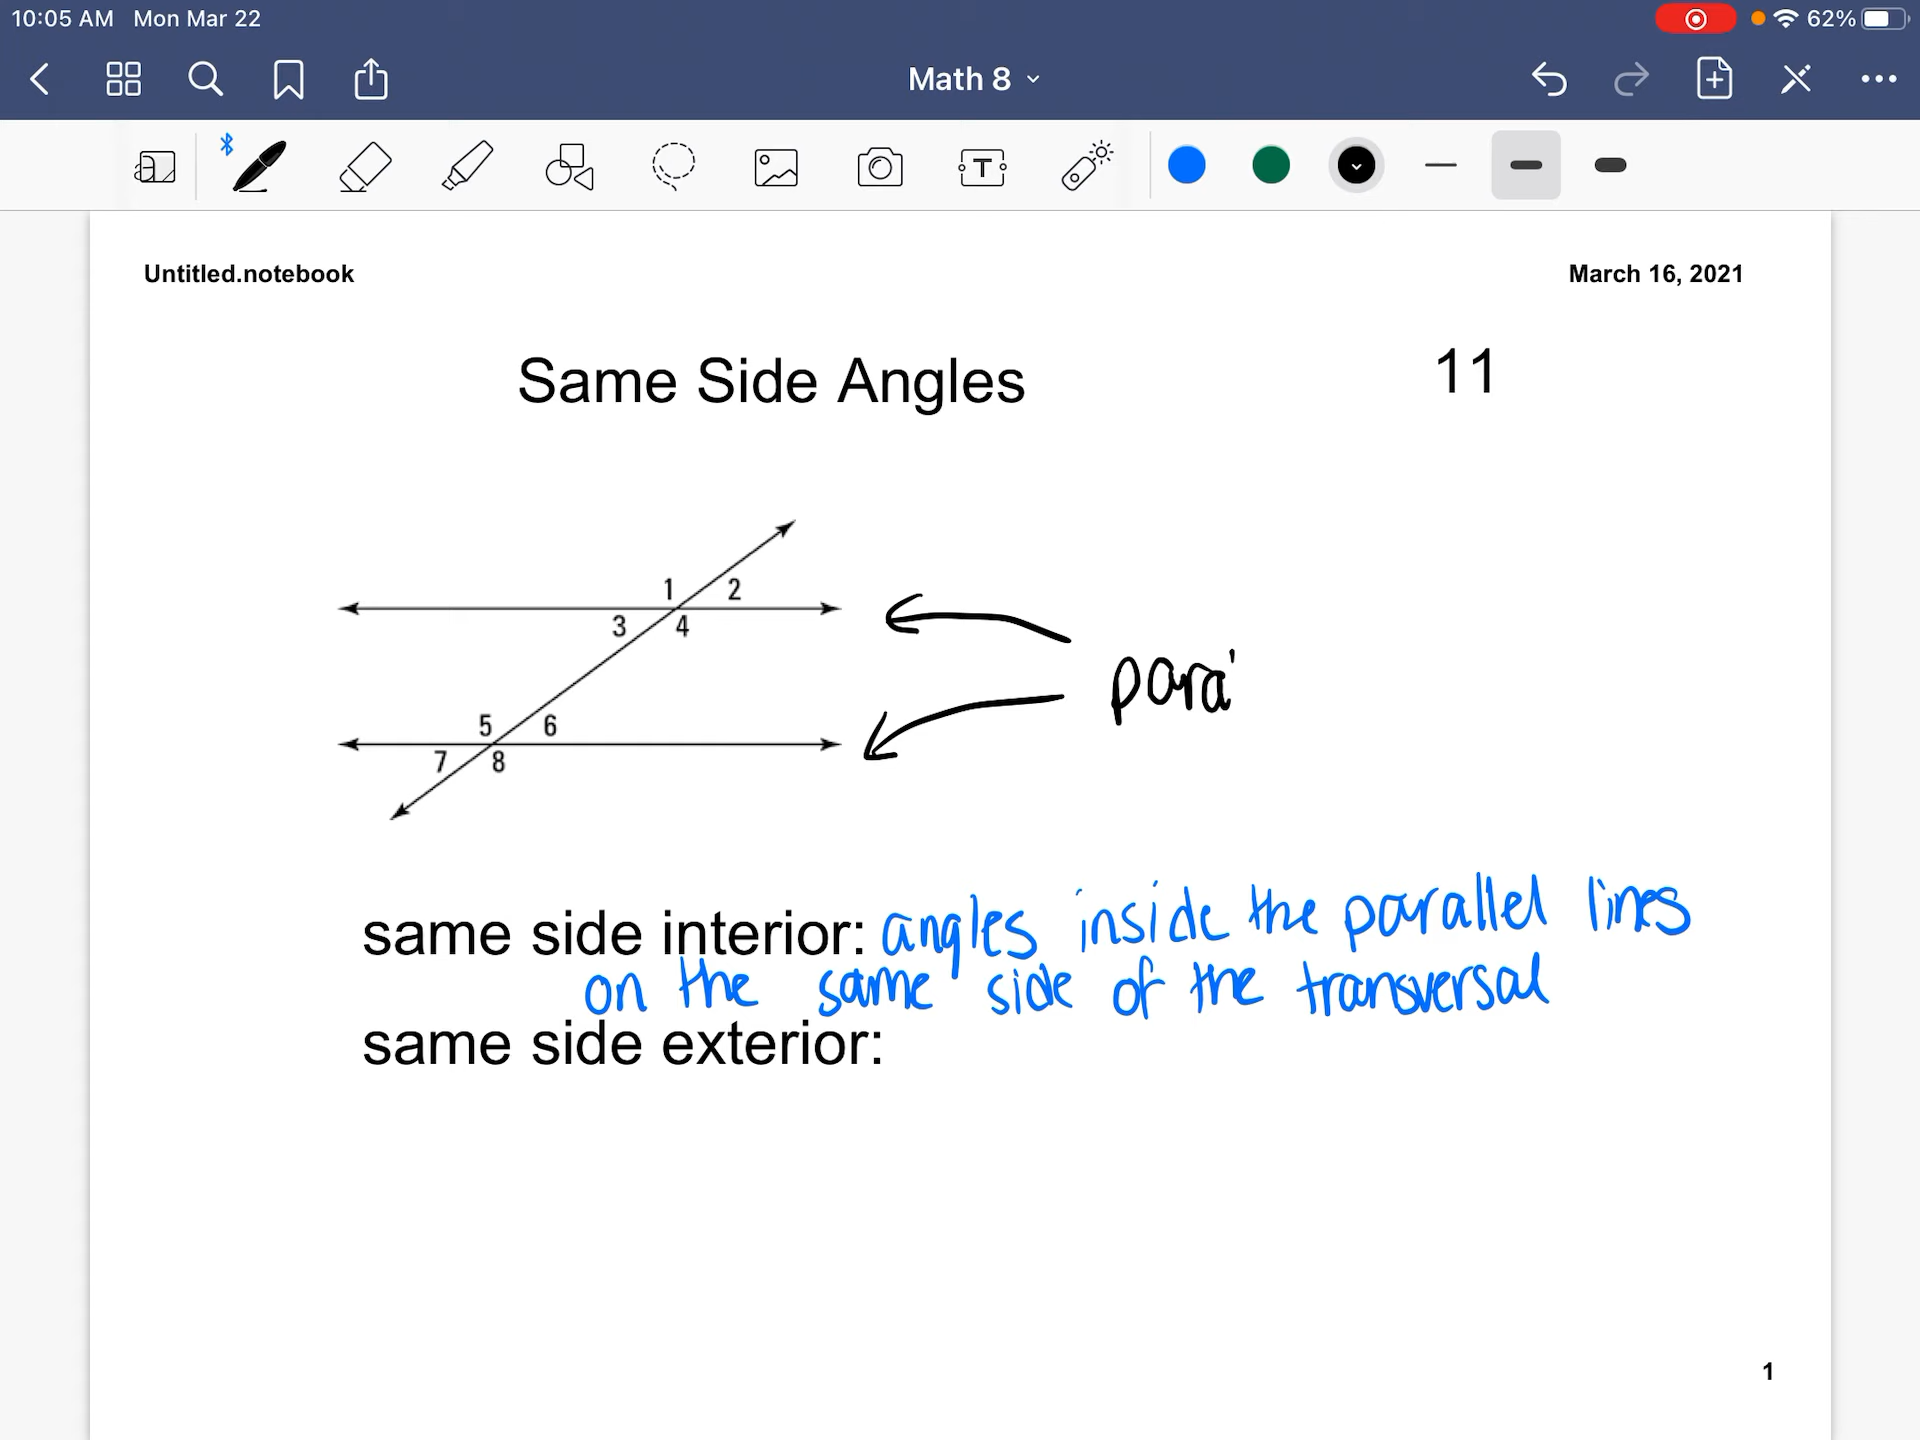 10:05 AM Mon Mar 22
62%
Math 8
T
Untitled.notebook
March 16, 2021
Same Side Angles
11
1 2
3 4
para
5 6
7 8
same side interior: angles inside the parallel lines
on the same side of the transversal
same side exterior:
1